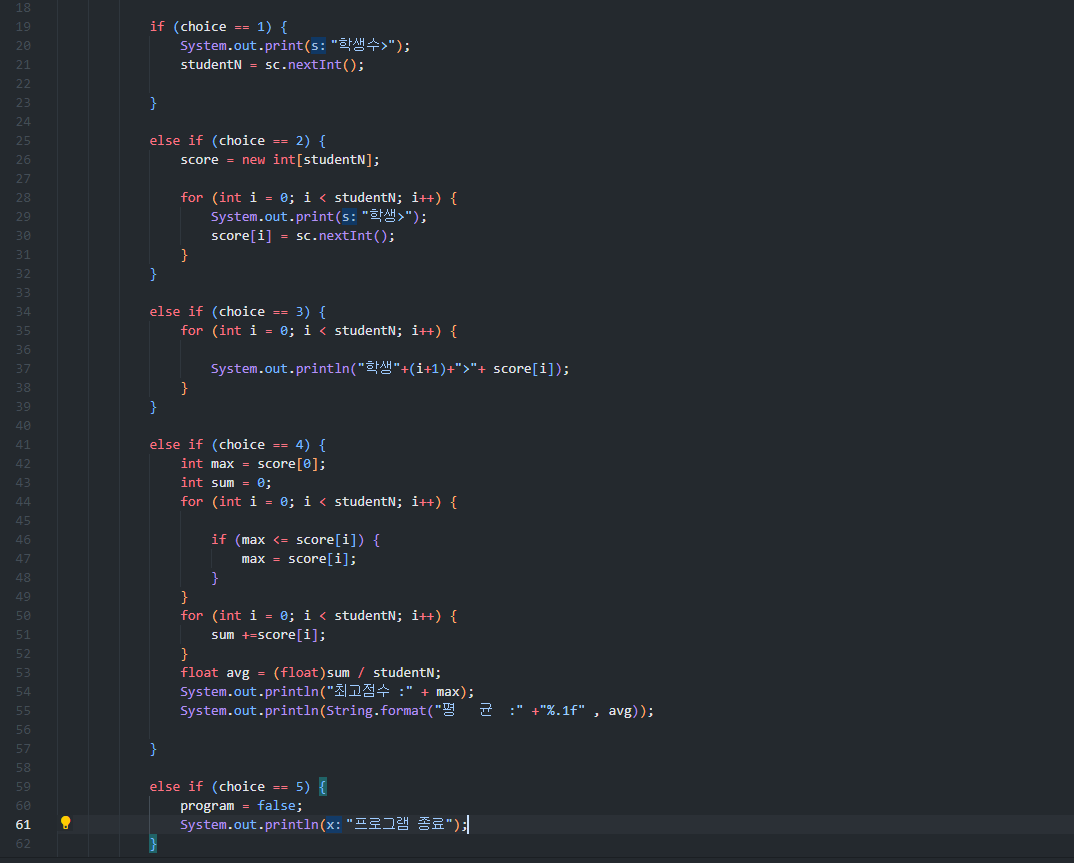 18
19 if (choice == 1) {
20 System.out.print(s: "학생수>");
21 studentN = sc.nextInt();
22
23 }
24
25 else if (choice == 2) {
26 score = new int[studentN];
27
28 for (int i = 0; i < studentN; i++) {
29 System.out.print(s: "학생>");
30 score[i] = sc.nextInt();
31 }
32 }
33
34 else if (choice == 3) {
35 for (int i = 0; i < studentN; i++) {
36
37 System.out.println("학생"+(i+1)+">"+ score[i]);
38 }
39 }
40
41 else if (choice == 4) {
42 int max = score[0];
43 int sum = 0;
44 for (int i = 0; i < studentN; i++) {
45
46 if (max <= score[i]) {
47 max = score[i];
48 }
49 }
50 for (int i = 0; i < studentN; i++) {
51 sum +=score[i];
52 }
53 float avg = (float)sum / studentN;
54 System.out.println("최고점수 :" + max);
55 System.out.println(String.format("평   균  :" +"%.1f" , avg));
56
57 }
58
59 else if (choice == 5) {
60 program = false;
61 System.out.println(x: "프로그램 종료");
62 }